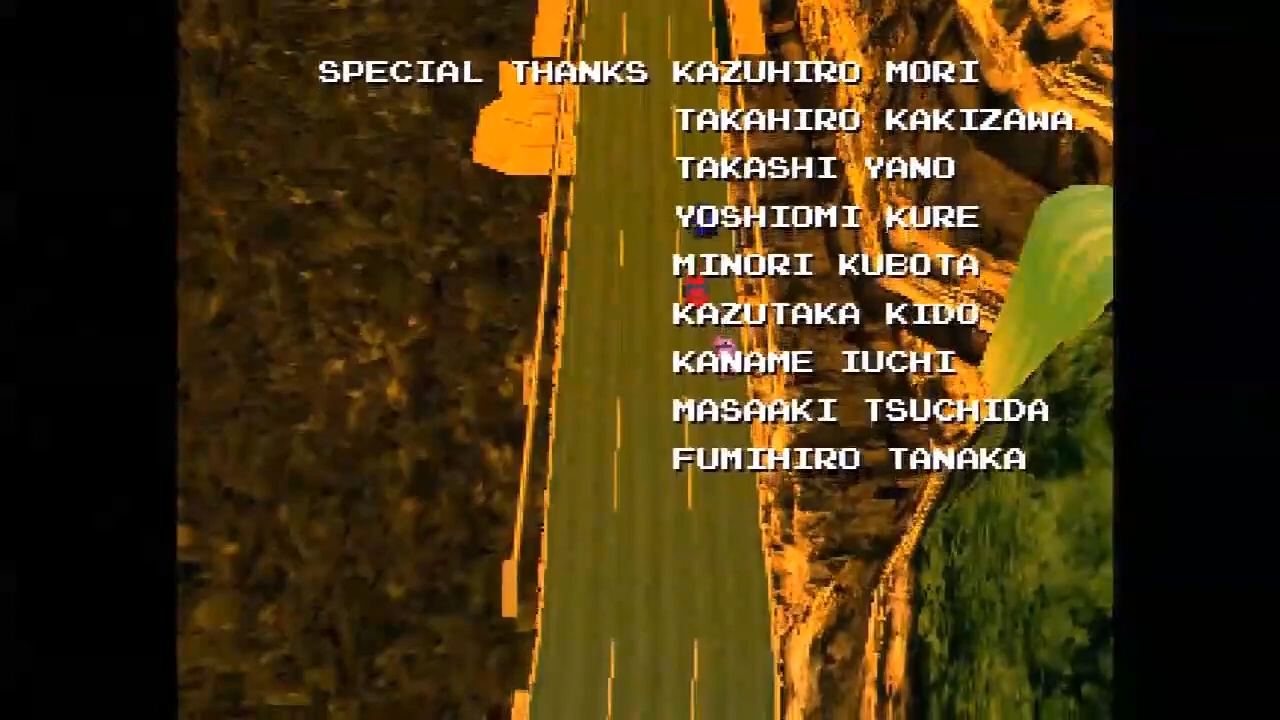 SPECIAL THANKS KAZUHIRO MORI
TAKAHIRO KAKIZAWA
TAKASHI YANO
YOSHIOMI KURE
MINORI KUBOTA
KAZUTAKA KIDO
KANAME IUCHI
MASAAKI TSUCHIDA
FUMIHIRO TANAKA